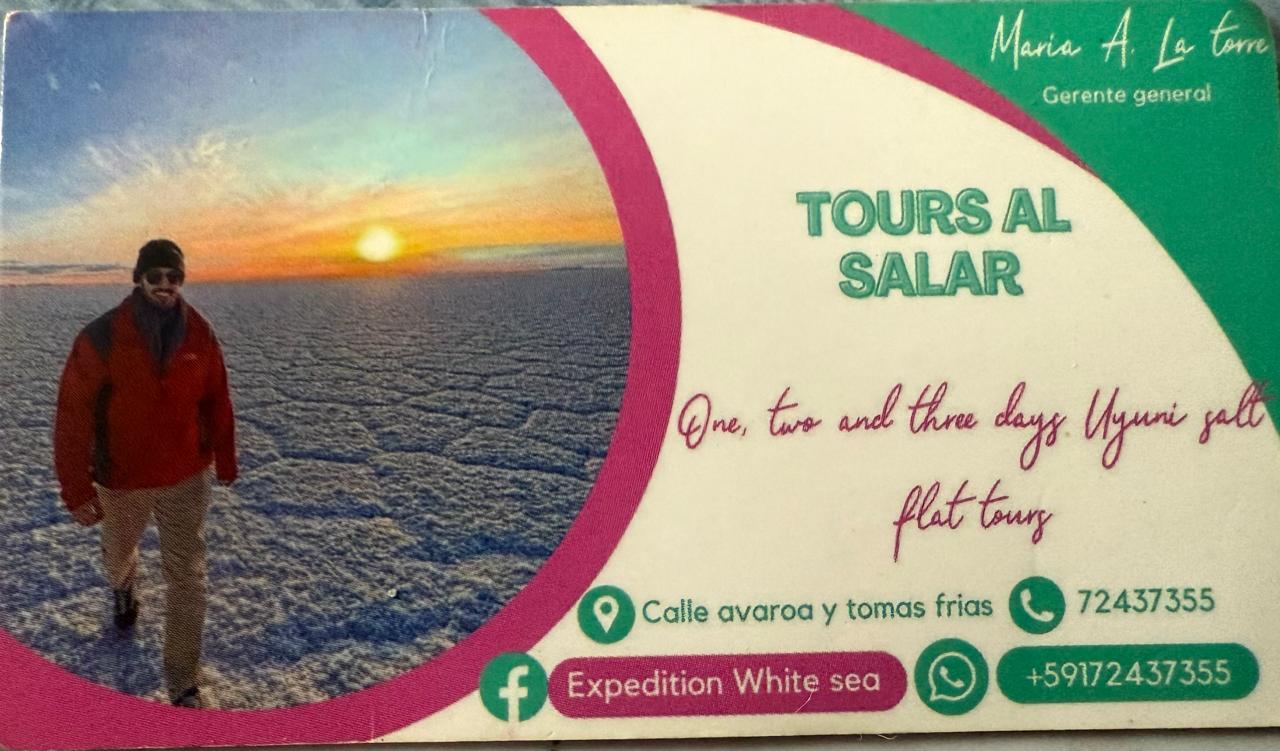 Maria A. La torre
Gerente general
TOURS AL
SALAR
One, two and three days Uyuni salt
flat tours
Calle avaroa y tomas frias
72437355
Expedition White sea
+59172437355